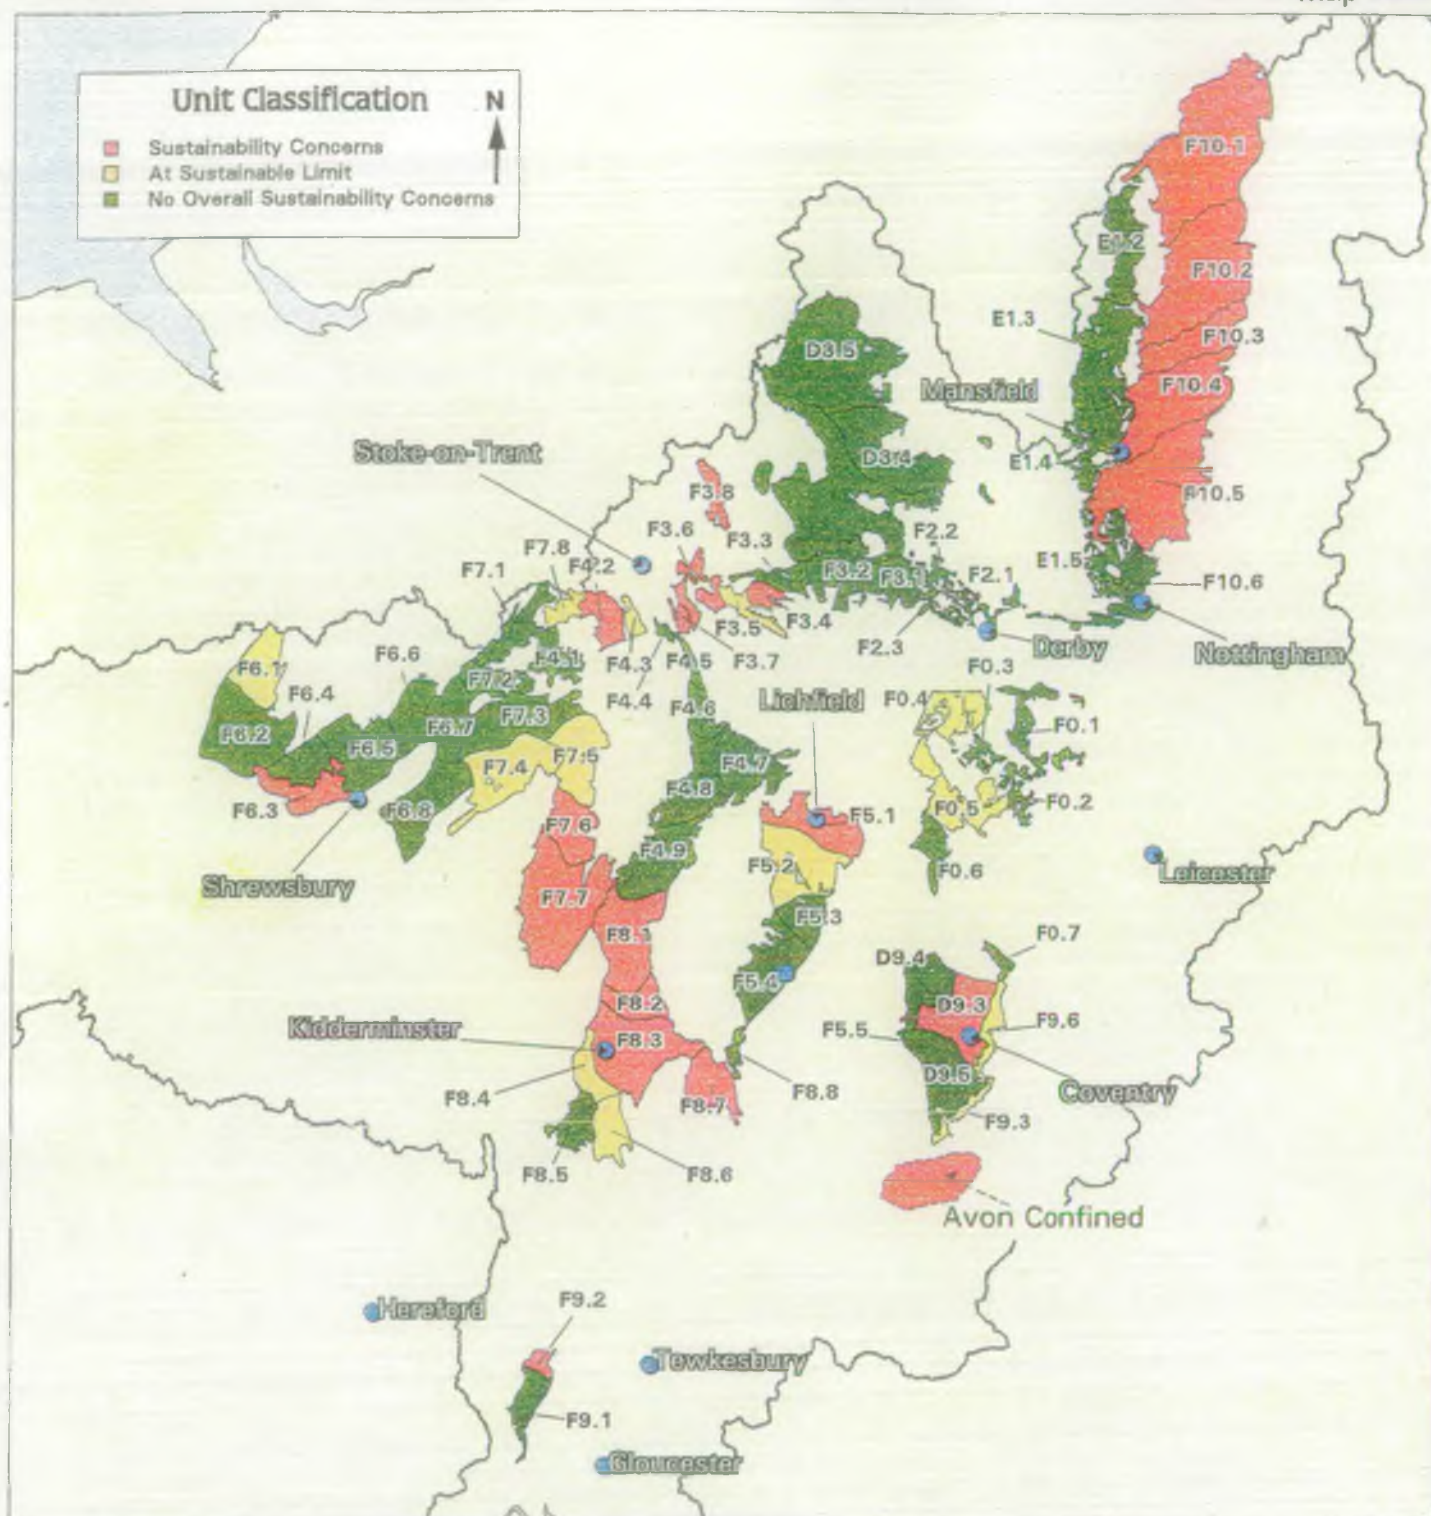 Unit Classification
N
Sustainability Concerns
At Sustainable Limit
No Overall Sustainability Concerns
F10.1
E1.2
F10.2
E1.3
F10.3
D3.5
F10.4
Mansfield
Stoke-on-Trent
D3.4
E1.4
F3.8
F10.5
F3.6
F3.3
F2.2
F7.8
F4.2
F7.1
F3.2
F3.1
F2.1
E1.5
F10.6
F3.5
F3.4
F2.3
Derby
Nottingham
F6.1
F6.6
F4.1
F4.3
F4.5
F3.7
F0.3
F7.2
F6.4
F4.4
F4.6
Lichfield
F0.4
F0.1
F6.2
F6.5
F6.7
F7.3
F7.5
F7.4
F4.7
F4.8
F0.5
F0.2
F6.3
F6.8
F7.6
F5.1
F4.9
F5.2
F0.6
Leicester
Shrewsbury
F7.7
F8.1
F5.3
F0.7
D9.4
F5.4
F8.2
D9.3
Kidderminster
F8.3
F5.5
F9.6
D9.5
F8.4
F8.7
F8.8
Coventry
F9.3
F8.5
F8.6
Avon Confined
Hereford
F9.2
Tewkesbury
F9.1
Gloucester